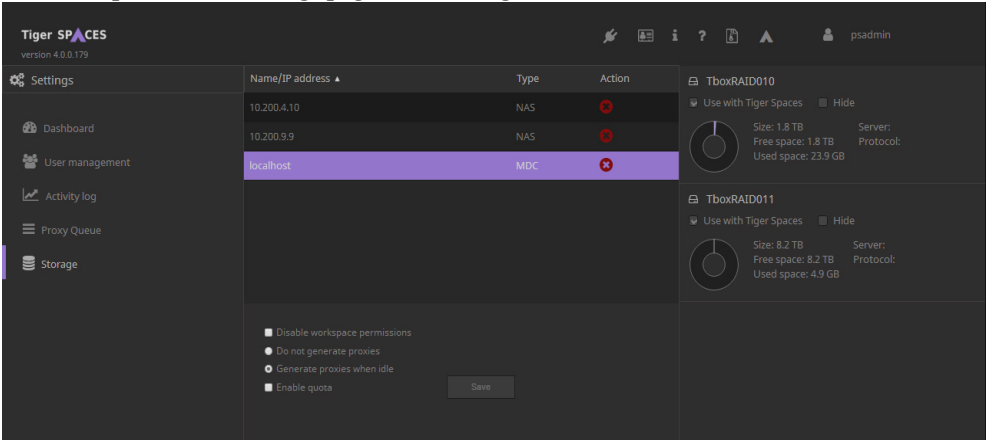 Tiger SPACES
version 4.0.0.179
i ?
psadmin
Settings
Dashboard
User management
Activity log
Proxy Queue
Storage
Name/IP address ▲ Type Action
10.200.4.10 NAS
10.200.9.9 NAS
localhost MDC
Disable workspace permissions
Do not generate proxies
Generate proxies when idle
Enable quota
Save
TboxRAID010
Use with Tiger Spaces Hide
Size: 1.8 TB Server:
Free space: 1.8 TB Protocol:
Used space: 23.9 GB
TboxRAID011
Use with Tiger Spaces Hide
Size: 8.2 TB Server:
Free space: 8.2 TB Protocol:
Used space: 4.9 GB